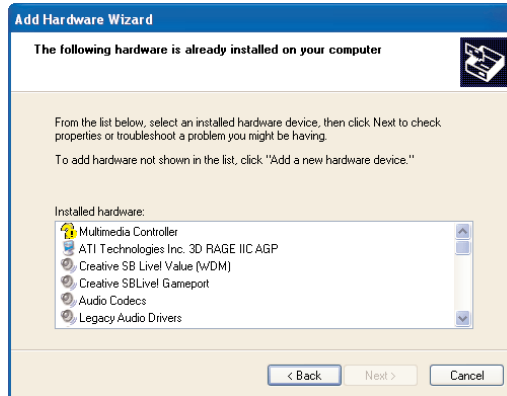 Add Hardware Wizard
The following hardware is already installed on your computer
From the list below, select an installed hardware device, then click Next to check
properties or troubleshoot a problem you might be having.
To add hardware not shown in the list, click "Add a new hardware device."
Installed hardware:
Multimedia Controller
ATI Technologies Inc. 3D RAGE IIC AGP
Creative SB Live! Value (WDM)
Creative SBLive! Gameport
Audio Codecs
Legacy Audio Drivers
< Back
Next >
Cancel